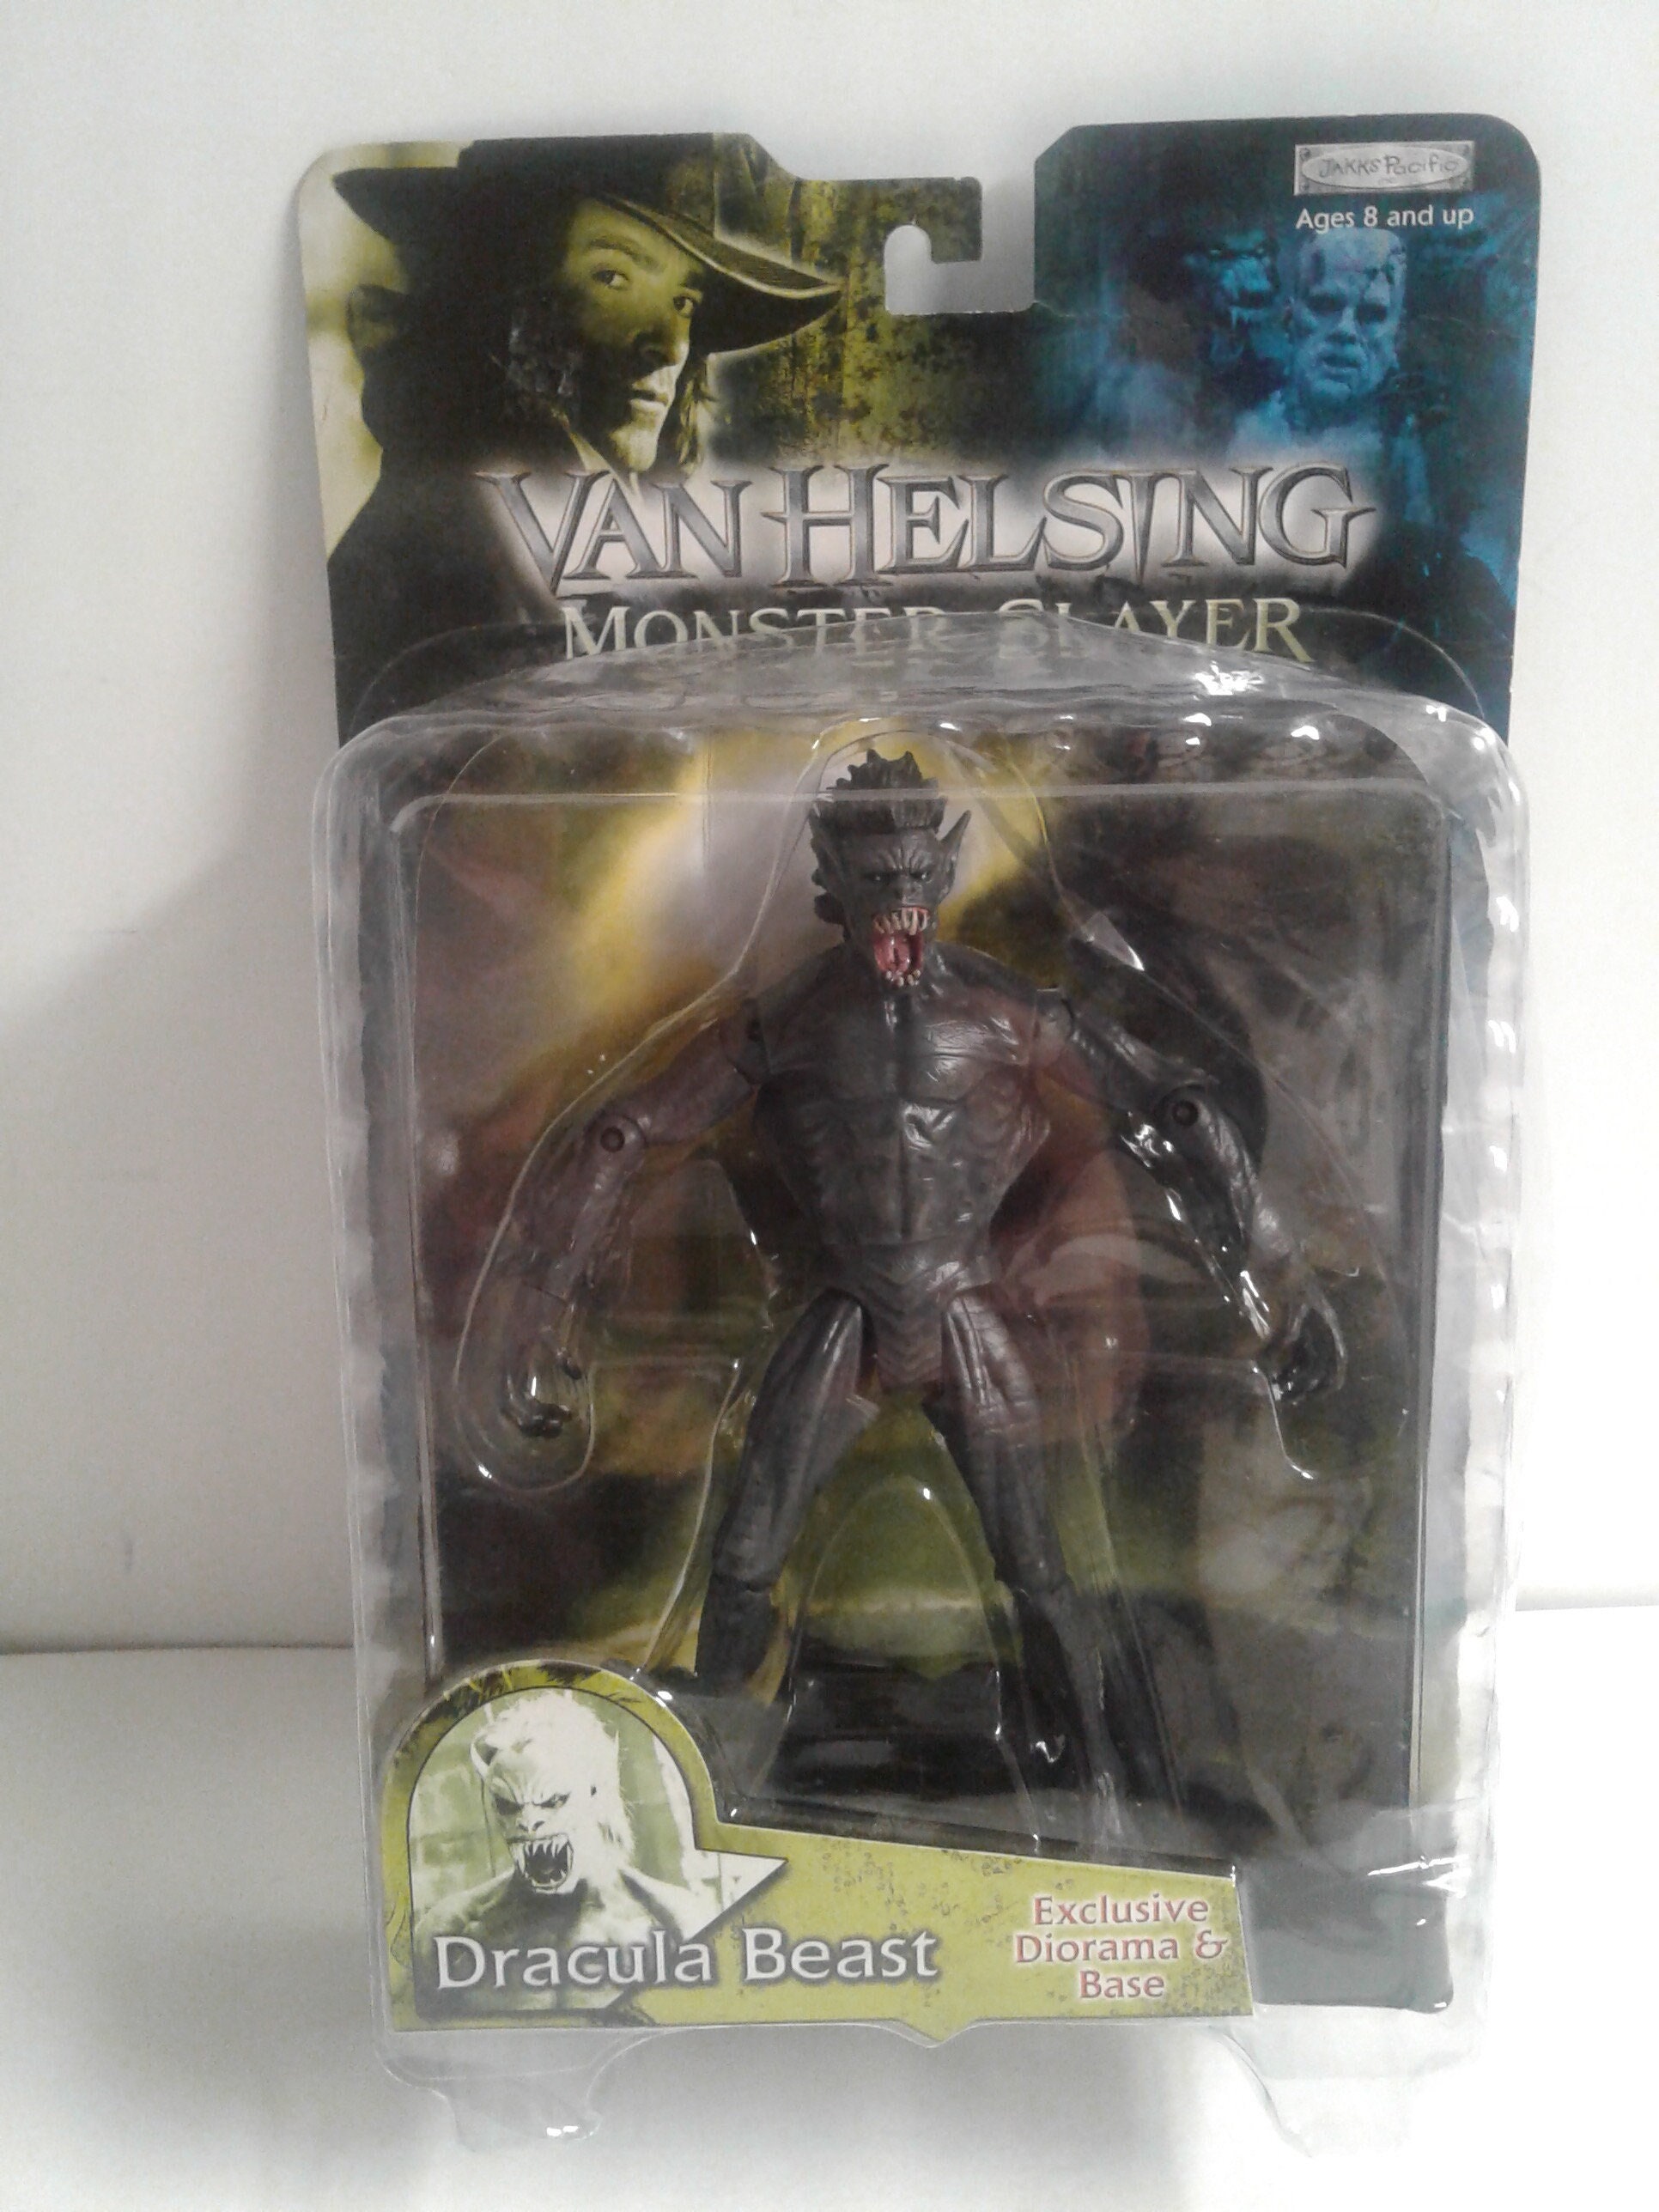 JAKKS Pacific
Ages 8 and up
VAN HELSING
MONSTER SLAYER
Dracula Beast
Exclusive
Diorama &
Base